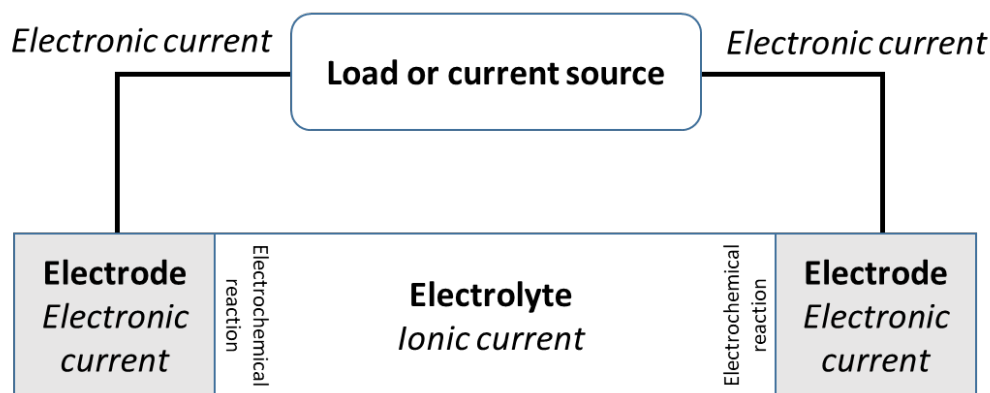 Electronic current
Load or current source
Electronic current
Electrode
Electronic
current
Electrochemical
reaction
Electrolyte
Ionic current
Electrochemical
reaction
Electrode
Electronic
current